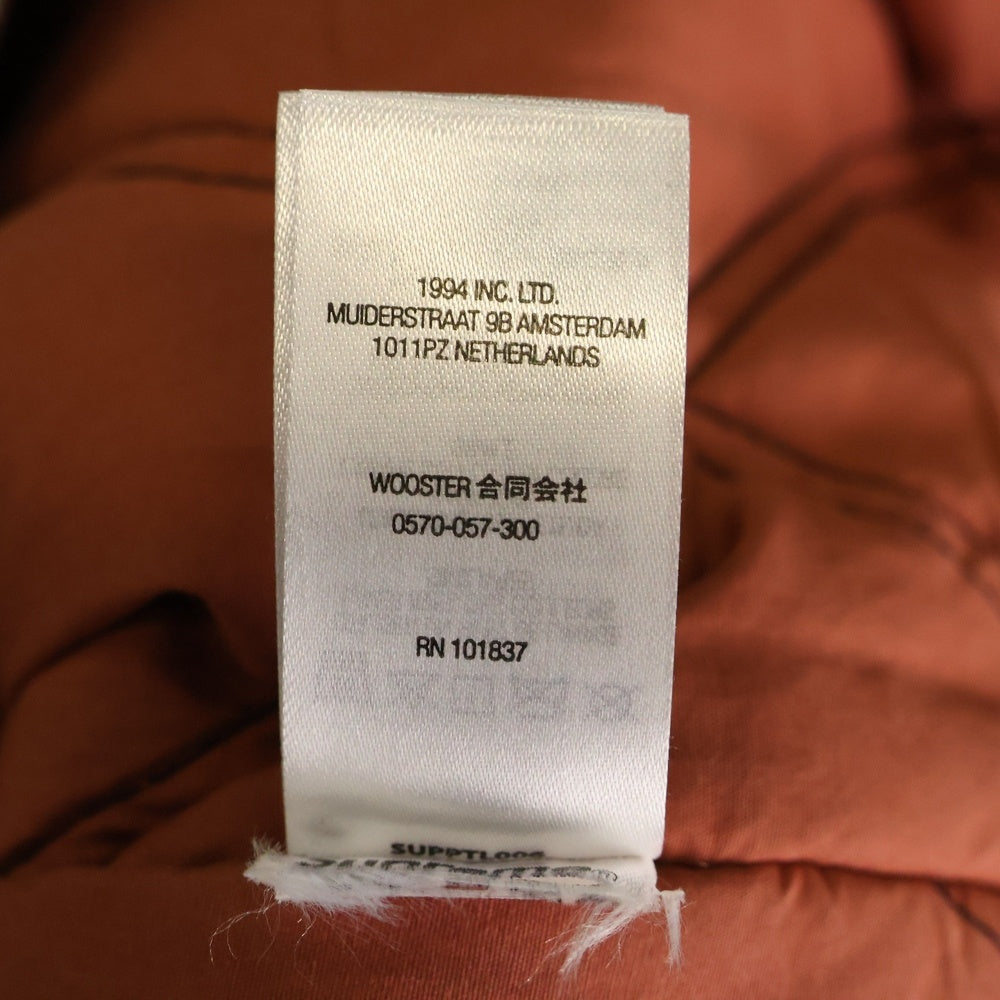 1994 INC. LTD.
MUIDERSTRAAT 9B AMSTERDAM
1011PZ NETHERLANDS
WOOSTER 合同会社
0570-057-300
RN 101837